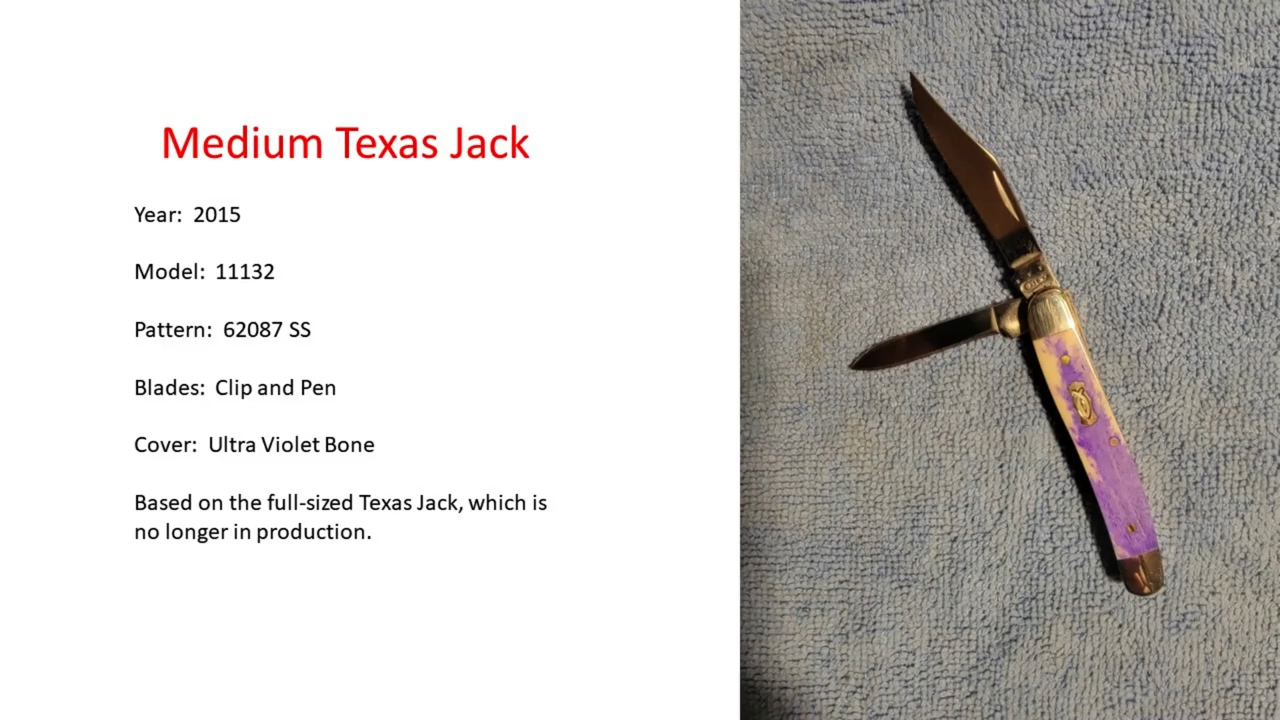 Medium Texas Jack
Year:  2015
Model:  11132
Pattern:  62087 SS
Blades:  Clip and Pen
Cover:  Ultra Violet Bone
Based on the full-sized Texas Jack, which is
no longer in production.